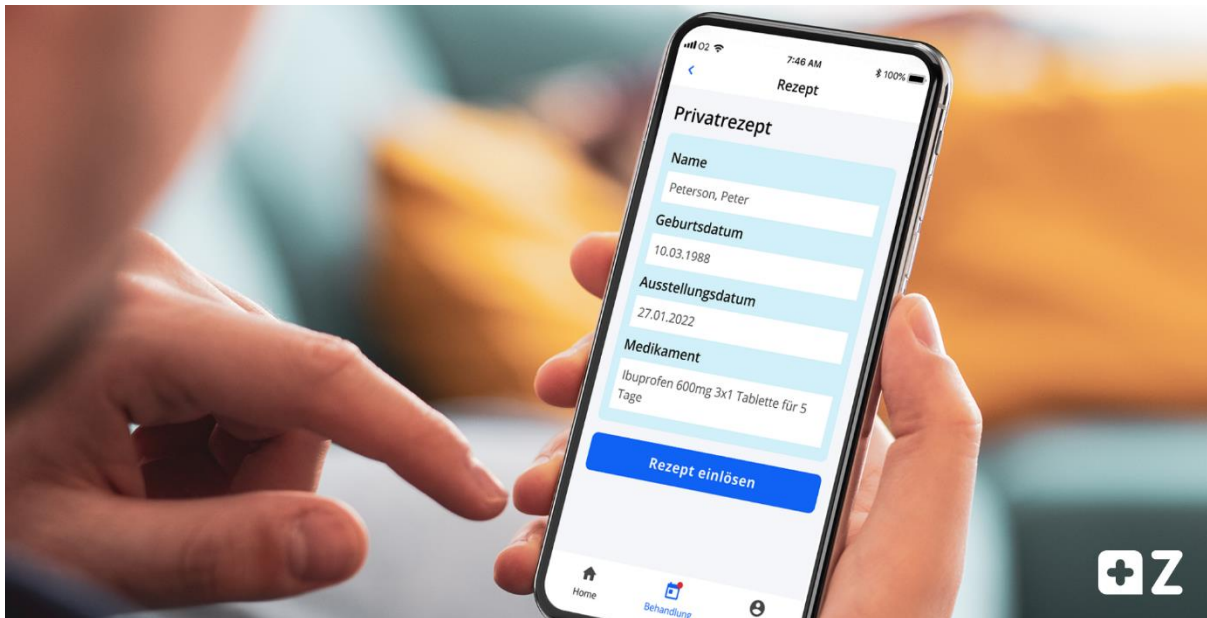 O2 7:46 AM 100%
Rezept
Privatrezept
Name
Peterson, Peter
Geburtsdatum
10.03.1988
Ausstellungsdatum
27.01.2022
Medikament
Ibuprofen 600mg 3x1 Tablette für 5
Tage
Rezept einlösen
Home
Behandlung
Z